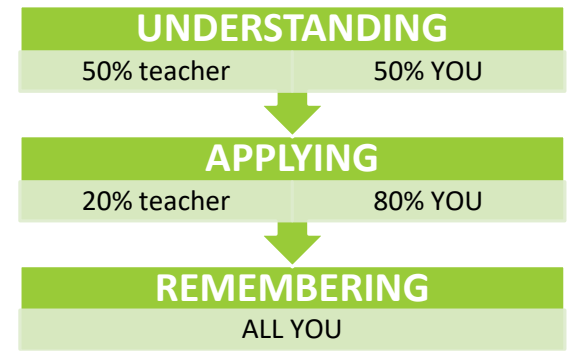 UNDERSTANDING
50% teacher 50% YOU
APPLYING
20% teacher 80% YOU
REMEMBERING
ALL YOU